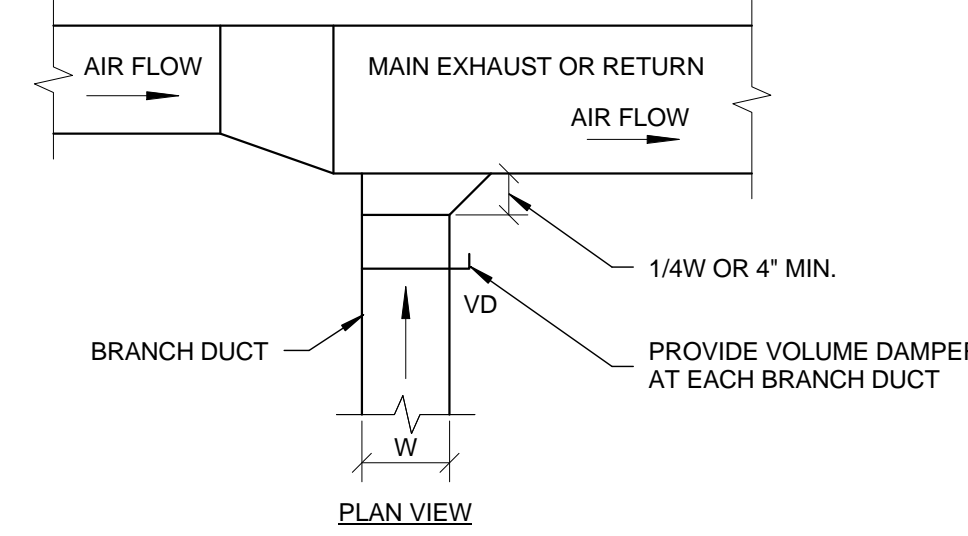 AIR FLOW
MAIN EXHAUST OR RETURN
AIR FLOW
1/4W OR 4" MIN.
VD
BRANCH DUCT
PROVIDE VOLUME DAMPER
AT EACH BRANCH DUCT
W
PLAN VIEW